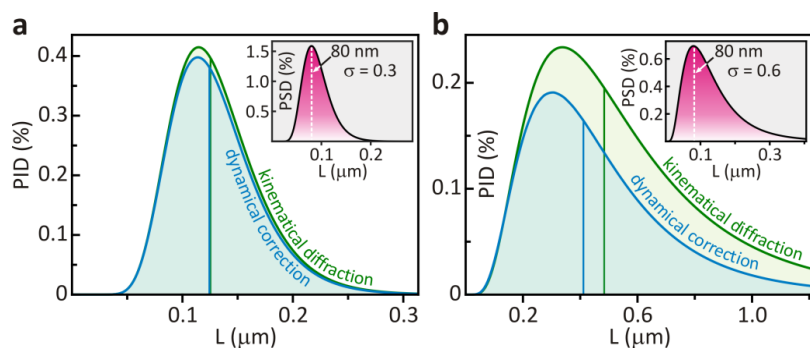 a
PID (%)
0.4
0.3
0.2
0.1
0
0.1
0.2
0.3
L (µm)
kinematical diffraction
dynamical correction
PSD (%)
1.5
1.0
0.5
80 nm
σ = 0.3
0.1
0.2
L (µm)
b
PID (%)
0.2
0.1
0
0.2
0.6
1.0
L (µm)
kinematical diffraction
dynamical correction
PSD (%)
0.6
0.4
0.2
80 nm
σ = 0.6
0.1
0.3
L (µm)